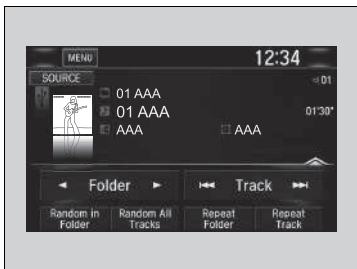 MENU 12:34
SOURCE 01
01 AAA
01 AAA 01'30"
AAA AAA
Folder Track
Random in Folder Random All Tracks Repeat Folder Repeat Track